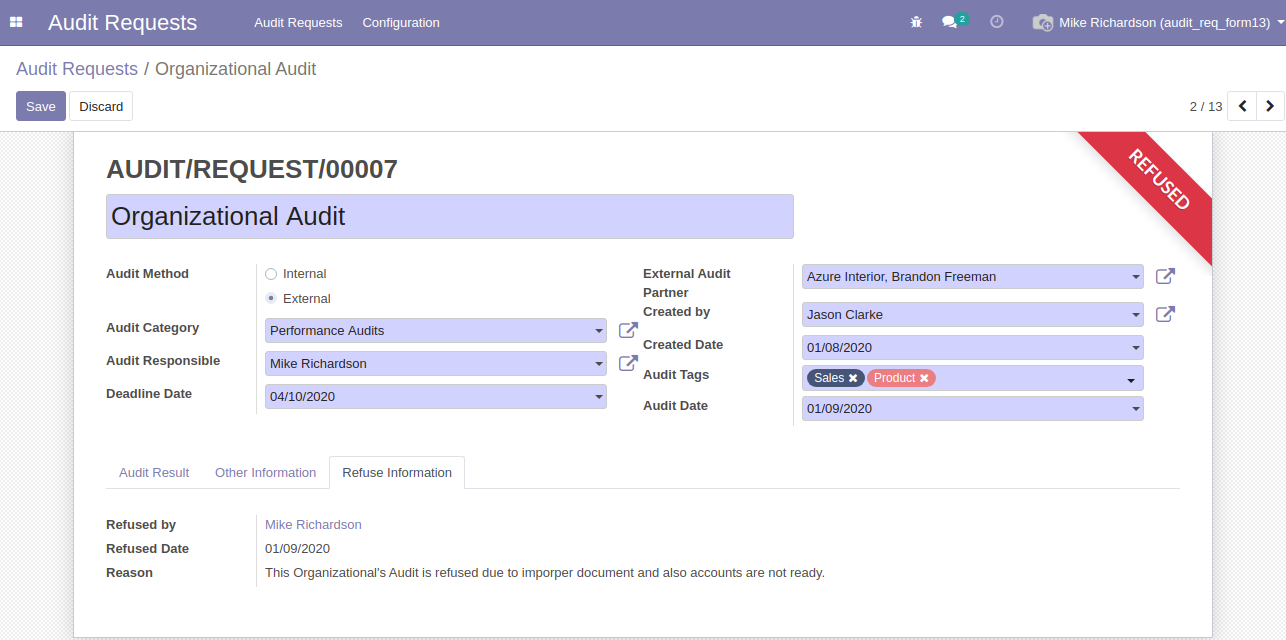 Audit Requests
Audit Requests
Configuration
2
Mike Richardson (audit_req_form13)
Audit Requests / Organizational Audit
Save
Discard
2 / 13
REFUSED
AUDIT/REQUEST/00007
Organizational Audit
Audit Method
Internal
External
Audit Category
Performance Audits
Audit Responsible
Mike Richardson
Deadline Date
04/10/2020
External Audit
Partner
Azure Interior, Brandon Freeman
Created by
Jason Clarke
Created Date
01/08/2020
Audit Tags
Sales
Product
Audit Date
01/09/2020
Audit Result
Other Information
Refuse Information
Refused by
Mike Richardson
Refused Date
01/09/2020
Reason
This Organizational's Audit is refused due to imporper document and also accounts are not ready.